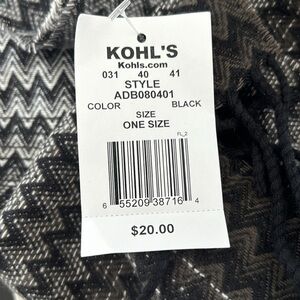 KOHL'S
Kohls.com
031 40 41
STYLE
ADB080401
COLOR BLACK
SIZE
ONE SIZE
FL_2
6 55209 38716 4
$20.00